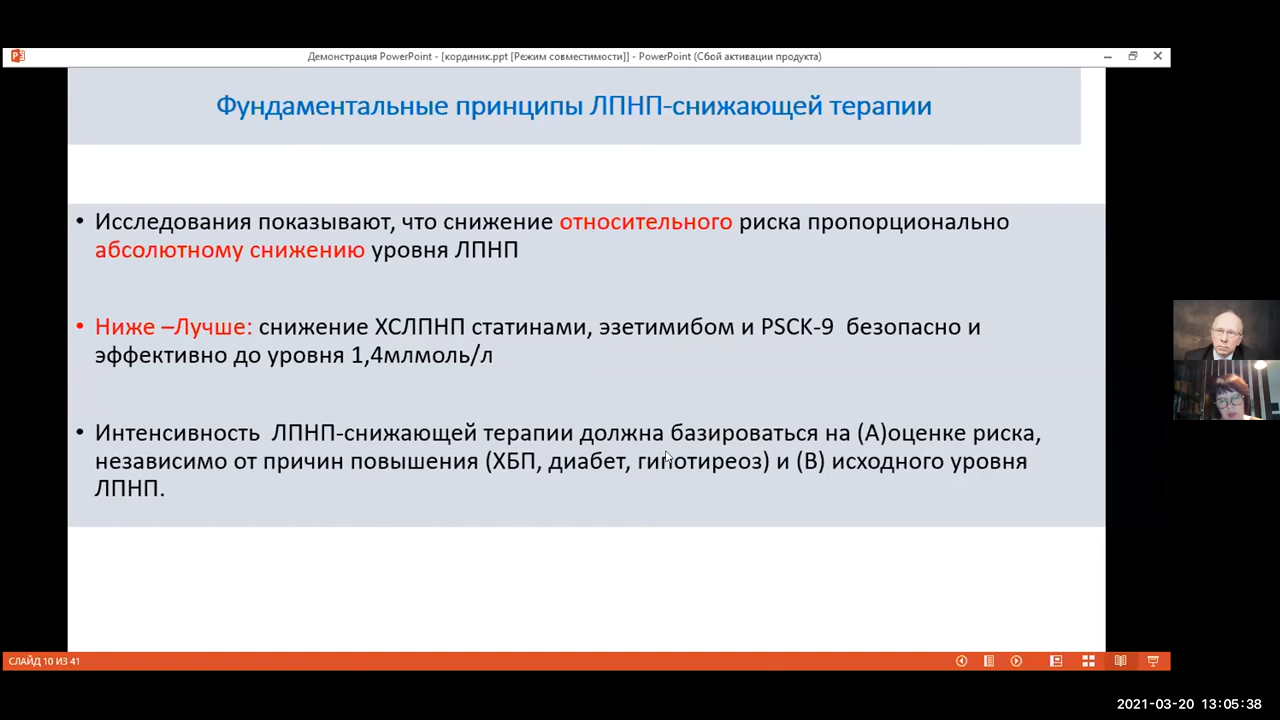 Демонстрация PowerPoint - [кординик.ppt [Режим совместимости]] - PowerPoint (Сбой активации продукта)
Фундаментальные принципы ЛПНП-снижающей терапии
• Исследования показывают, что снижение относительного риска пропорционально
абсолютному снижению уровня ЛПНП
• Ниже –Лучше: снижение ХСЛПНП статинами, эзетимибом и PSCK-9 безопасно и
эффективно до уровня 1,4млмоль/л
• Интенсивность ЛПНП-снижающей терапии должна базироваться на (А)оценке риска,
независимо от причин повышения (ХБП, диабет, гипотиреоз) и (В) исходного уровня
ЛПНП.
СЛАЙД 10 ИЗ 41
2021-03-20 13:05:38